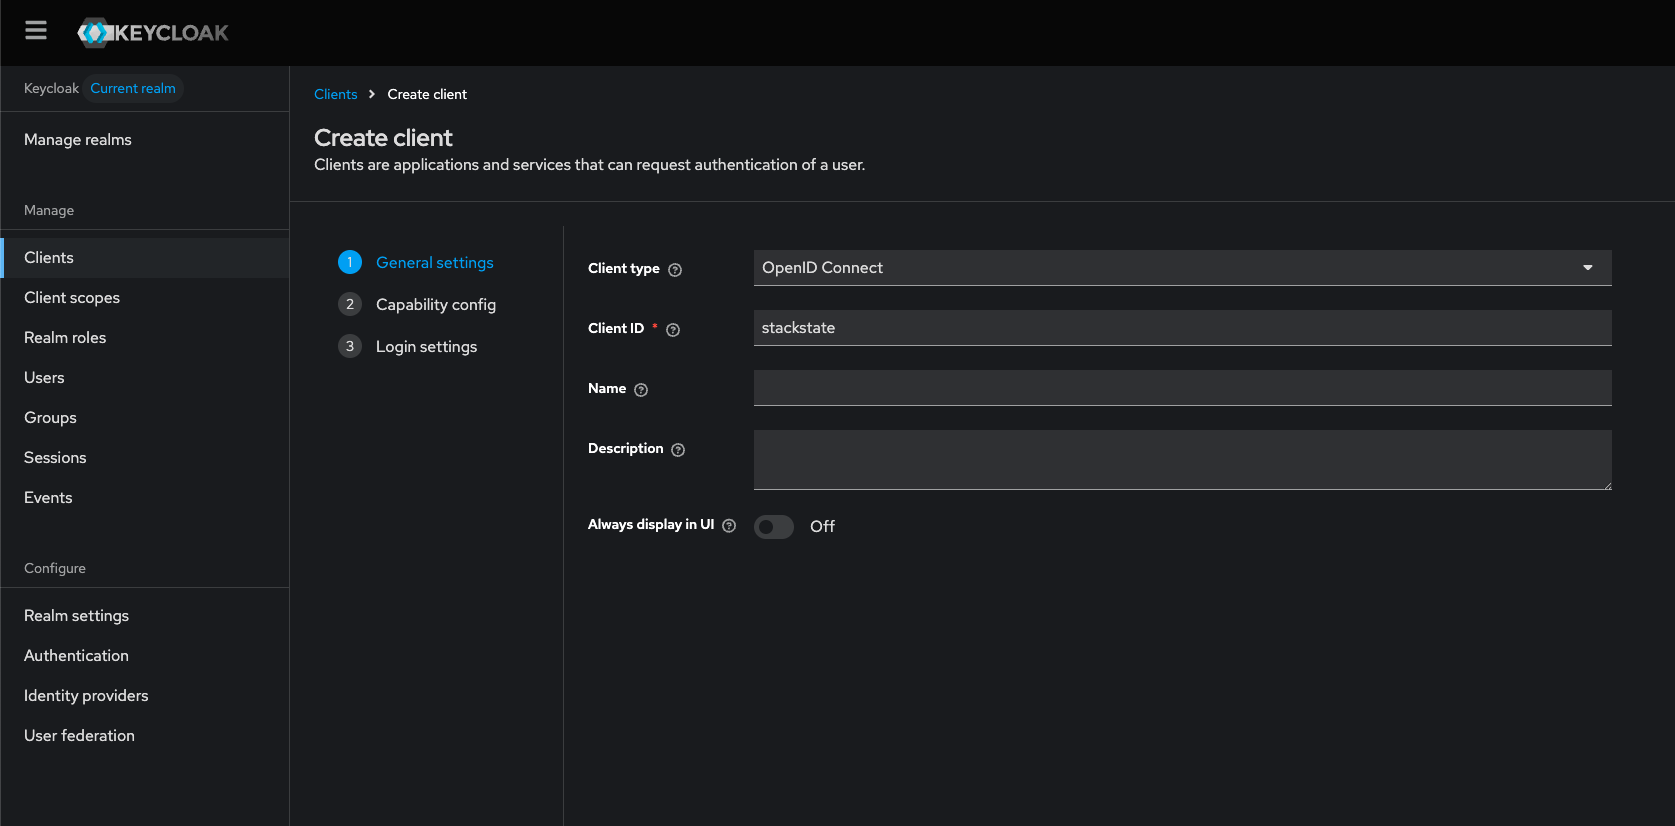 KEYCLOAK
Keycloak Current realm
Manage realms
Manage
Clients
Client scopes
Realm roles
Users
Groups
Sessions
Events
Configure
Realm settings
Authentication
Identity providers
User federation
Clients > Create client
Create client
Clients are applications and services that can request authentication of a user.
1 General settings
2 Capability config
3 Login settings
Client type ? OpenID Connect
Client ID * ? stackstate
Name ?
Description ?
Always display in UI ? Off